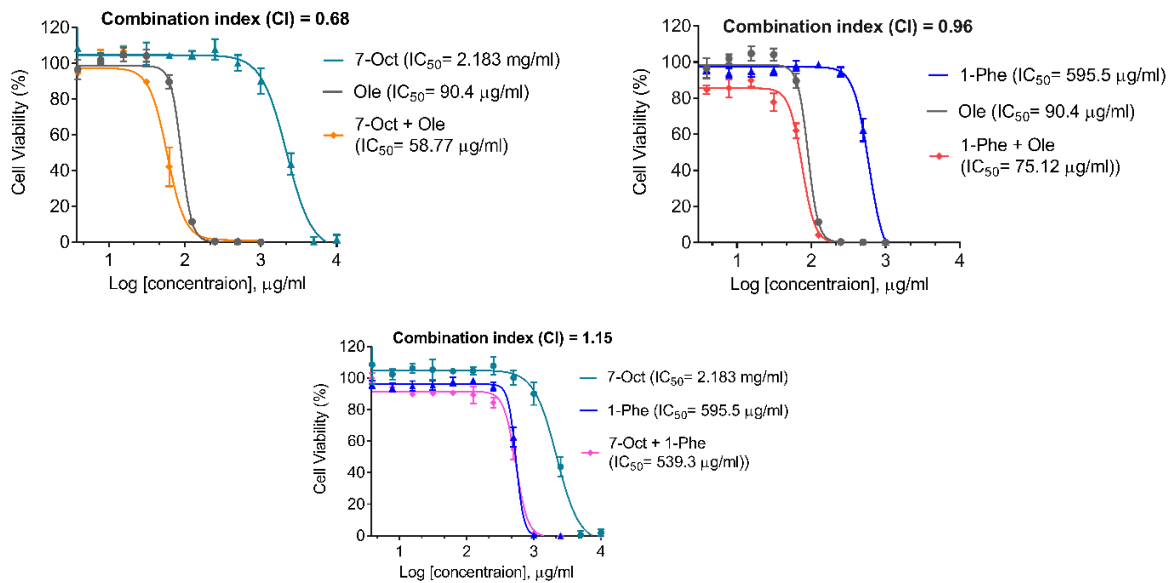 Combination index (CI) = 0.68
120
100
80
60
40
20
0
Cell Viability (%)
1 2 3 4
Log [concentraion], μg/ml
7-Oct (IC50= 2.183 mg/ml)
Ole (IC50= 90.4 μg/ml)
7-Oct + Ole
(IC50= 58.77 μg/ml)
Combination index (CI) = 0.96
120
100
80
60
40
20
0
Cell Viability (%)
1 2 3 4
Log [concentraion], μg/ml
1-Phe (IC50= 595.5 μg/ml)
Ole (IC50= 90.4 μg/ml)
1-Phe + Ole
(IC50= 75.12 μg/ml))
Combination index (CI) = 1.15
120
100
80
60
40
20
0
Cell Viability (%)
1 2 3 4
Log [concentraion], μg/ml
7-Oct (IC50= 2.183 mg/ml)
1-Phe (IC50= 595.5 μg/ml)
7-Oct + 1-Phe
(IC50= 539.3 μg/ml))